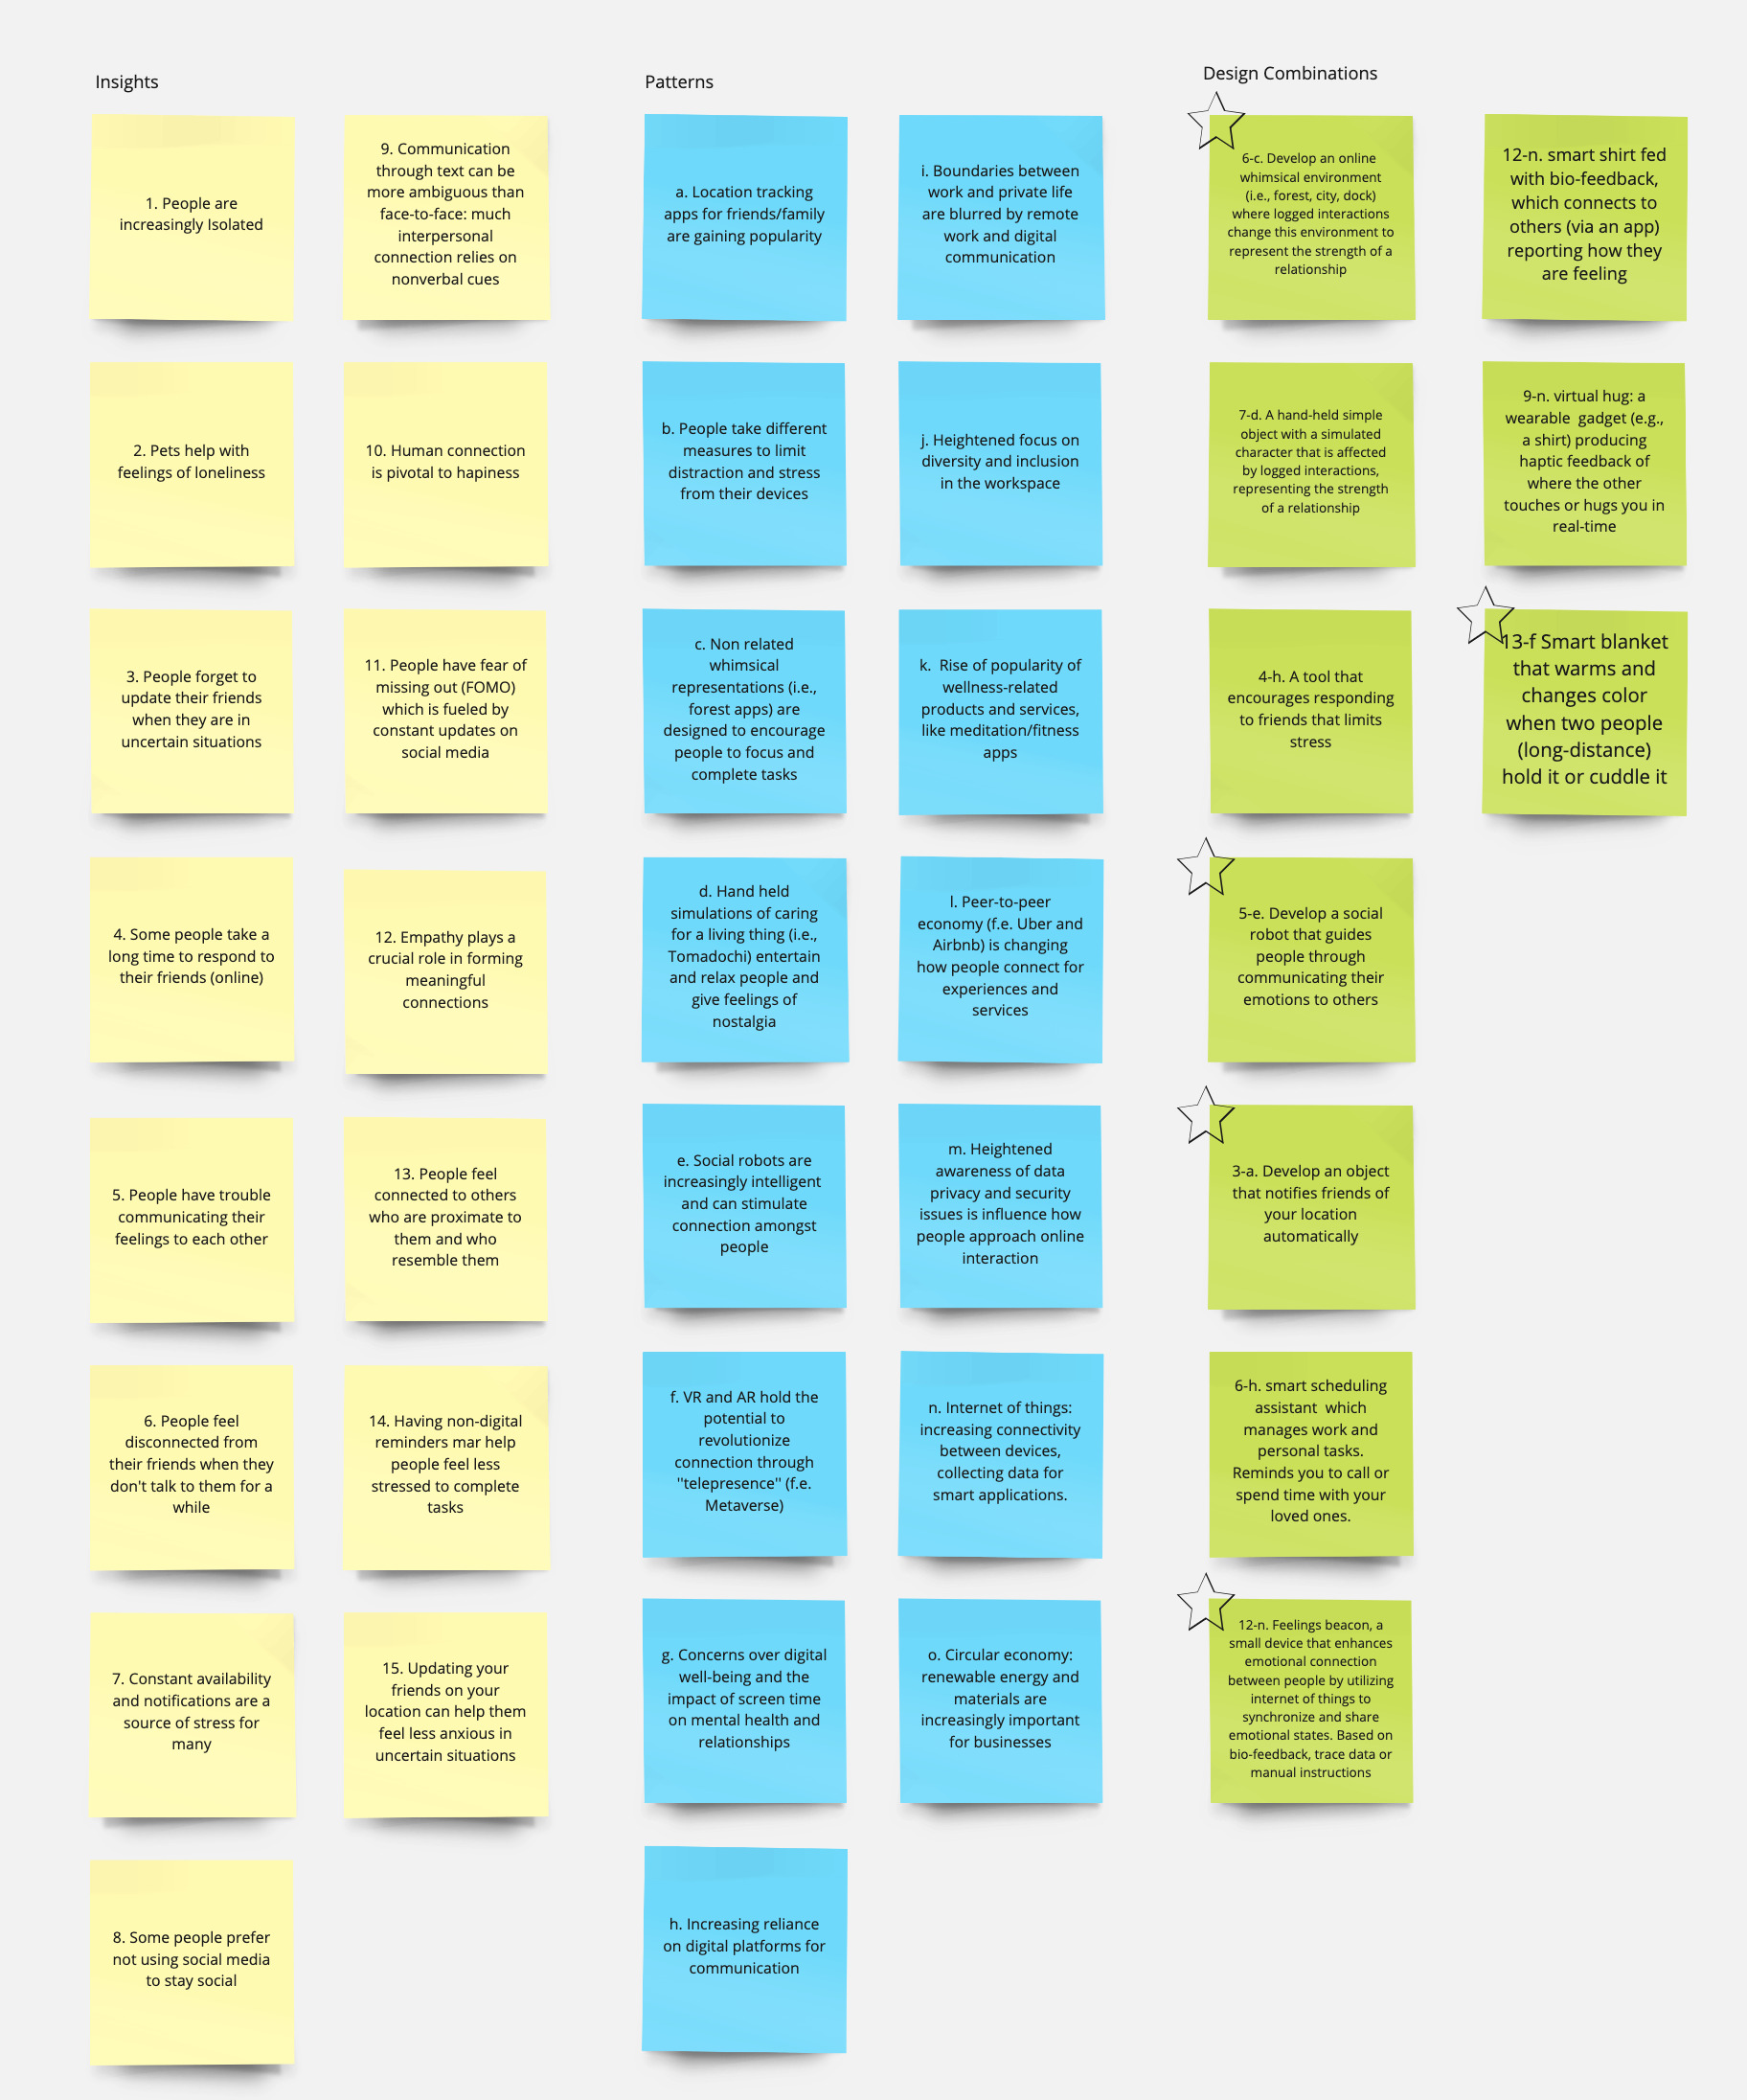 Insights
1. People are
increasingly Isolated
2. Pets help with
feelings of loneliness
3. People forget to
update their friends
when they are in
uncertain situations
4. Some people take a
long time to respond to
their friends (online)
5. People have trouble
communicating their
feelings to each other
6. People feel
disconnected from
their friends when they
don't talk to them for a
while
7. Constant availability
and notifications are a
source of stress for
many
8. Some people prefer
not using social media
to stay social
9. Communication
through text can be
more ambiguous than
face-to-face: much
interpersonal
connection relies on
nonverbal cues
10. Human connection
is pivotal to hapiness
11. People have fear of
missing out (FOMO)
which is fueled by
constant updates on
social media
12. Empathy plays a
crucial role in forming
meaningful
connections
13. People feel
connected to others
who are proximate to
them and who
resemble them
14. Having non-digital
reminders mar help
people feel less
stressed to complete
tasks
15. Updating your
friends on your
location can help them
feel less anxious in
uncertain situations
Patterns
a. Location tracking
apps for friends/family
are gaining popularity
b. People take different
measures to limit
distraction and stress
from their devices
c. Non related
whimsical
representations (i.e.,
forest apps) are
designed to encourage
people to focus and
complete tasks
d. Hand held
simulations of caring
for a living thing (i.e.,
Tomadochi) entertain
and relax people and
give feelings of
nostalgia
e. Social robots are
increasingly intelligent
and can stimulate
connection amongst
people
f. VR and AR hold the
potential to
revolutionize
connection through
"telepresence" (f.e.
Metaverse)
g. Concerns over digital
well-being and the
impact of screen time
on mental health and
relationships
h. Increasing reliance
on digital platforms for
communication
i. Boundaries between
work and private life
are blurred by remote
work and digital
communication
j. Heightened focus on
diversity and inclusion
in the workspace
k. Rise of popularity of
wellness-related
products and services,
like meditation/fitness
apps
l. Peer-to-peer
economy (f.e. Uber and
Airbnb) is changing
how people connect for
experiences and
services
m. Heightened
awareness of data
privacy and security
issues is influence how
people approach online
interaction
n. Internet of things:
increasing connectivity
between devices,
collecting data for
smart applications.
o. Circular economy:
renewable energy and
materials are
increasingly important
for businesses
Design Combinations
6-c. Develop an online
whimsical environment
(i.e., forest, city, dock)
where logged interactions
change this environment to
represent the strength of a
relationship
7-d. A hand-held simple
object with a simulated
character that is affected
by logged interactions,
representing the strength
of a relationship
4-h. A tool that
encourages responding
to friends that limits
stress
5-e. Develop a social
robot that guides
people through
communicating their
emotions to others
3-a. Develop an object
that notifies friends of
your location
automatically
6-h. smart scheduling
assistant which
manages work and
personal tasks.
Reminds you to call or
spend time with your
loved ones.
12-n. Feelings beacon, a
small device that enhances
emotional connection
between people by utilizing
internet of things to
synchronize and share
emotional states. Based on
bio-feedback, trace data or
manual instructions
12-n. smart shirt fed
with bio-feedback,
which connects to
others (via an app)
reporting how they
are feeling
9-n. virtual hug: a
wearable gadget (e.g.,
a shirt) producing
haptic feedback of
where the other
touches or hugs you in
real-time
13-f Smart blanket
that warms and
changes color
when two people
(long-distance)
hold it or cuddle it